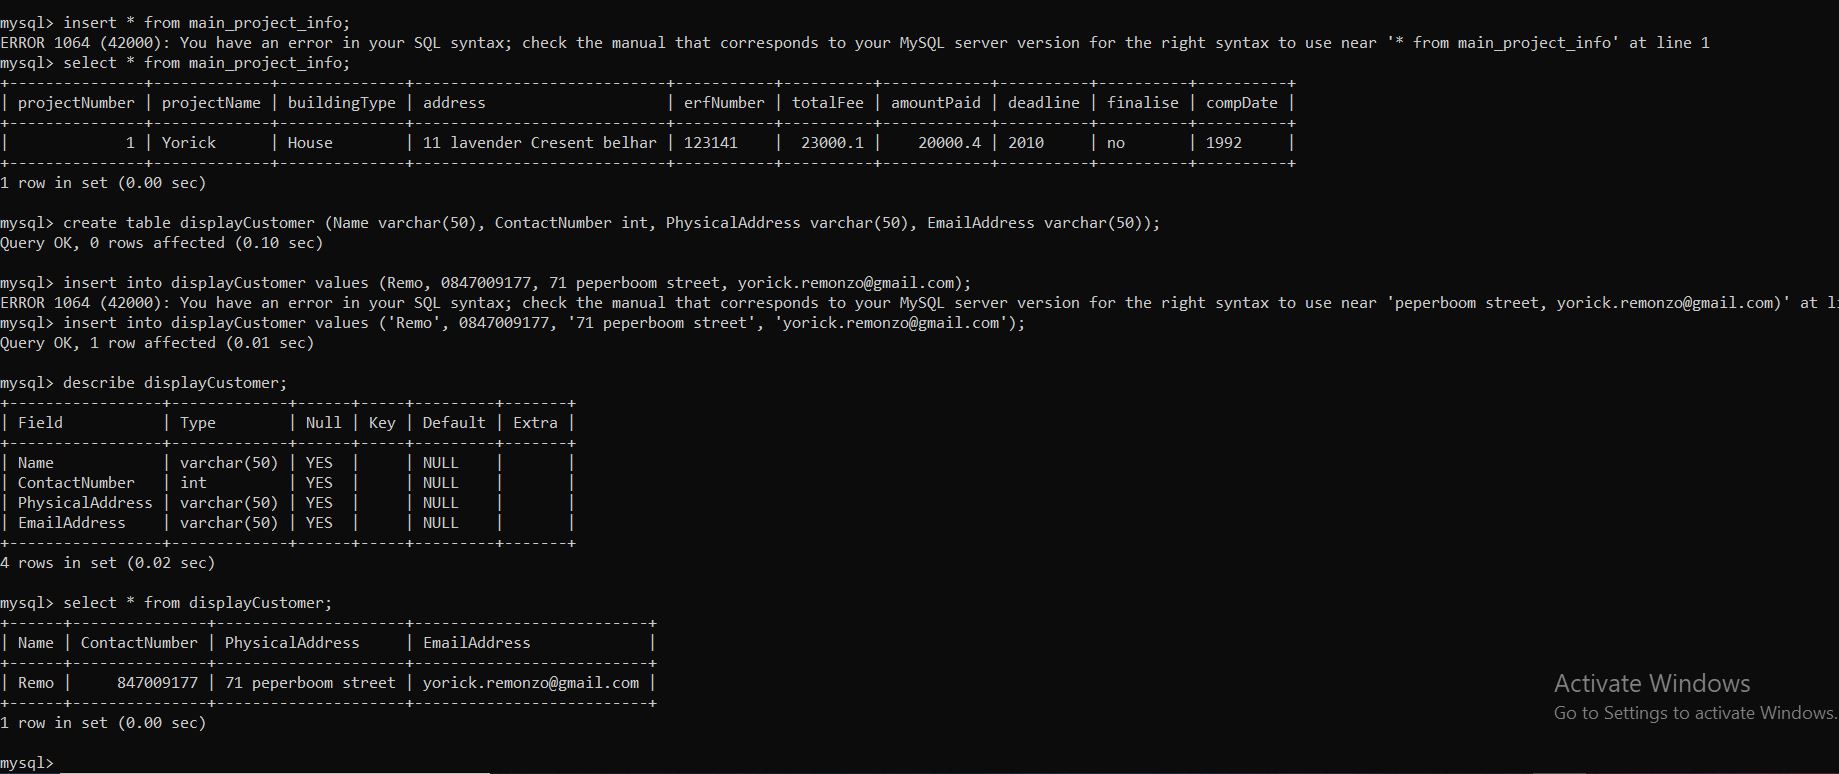 mysql> insert * from main_project_info;
ERROR 1064 (42000): You have an error in your SQL syntax; check the manual that corresponds to your MySQL server version for the right syntax to use near '* from main_project_info' at line 1
mysql> select * from main_project_info;
+---------------+-------------+--------------+----------------------------+-----------+----------+------------+----------+----------+----------+
| projectNumber | projectName | buildingType | address                    | erfNumber | totalFee | amountPaid | deadline | finalise | compDate |
+---------------+-------------+--------------+----------------------------+-----------+----------+------------+----------+----------+----------+
|             1 | Yorick      | House        | 11 lavender Cresent belhar | 123141    |  23000.1 |    20000.4 | 2010     | no       | 1992     |
+---------------+-------------+--------------+----------------------------+-----------+----------+------------+----------+----------+----------+
1 row in set (0.00 sec)
mysql> create table displayCustomer (Name varchar(50), ContactNumber int, PhysicalAddress varchar(50), EmailAddress varchar(50));
Query OK, 0 rows affected (0.10 sec)
mysql> insert into displayCustomer values (Remo, 0847009177, 71 peperboom street, yorick.remonzo@gmail.com);
ERROR 1064 (42000): You have an error in your SQL syntax; check the manual that corresponds to your MySQL server version for the right syntax to use near 'peperboom street, yorick.remonzo@gmail.com)' at li
mysql> insert into displayCustomer values ('Remo', 0847009177, '71 peperboom street', 'yorick.remonzo@gmail.com');
Query OK, 1 row affected (0.01 sec)
mysql> describe displayCustomer;
+-----------------+-------------+------+-----+---------+-------+
| Field           | Type        | Null | Key | Default | Extra |
+-----------------+-------------+------+-----+---------+-------+
| Name            | varchar(50) | YES  |     | NULL    |       |
| ContactNumber   | int         | YES  |     | NULL    |       |
| PhysicalAddress | varchar(50) | YES  |     | NULL    |       |
| EmailAddress    | varchar(50) | YES  |     | NULL    |       |
+-----------------+-------------+------+-----+---------+-------+
4 rows in set (0.02 sec)
mysql> select * from displayCustomer;
+------+---------------+---------------------+--------------------------+
| Name | ContactNumber | PhysicalAddress     | EmailAddress             |
+------+---------------+---------------------+--------------------------+
| Remo |     847009177 | 71 peperboom street | yorick.remonzo@gmail.com |
+------+---------------+---------------------+--------------------------+
1 row in set (0.00 sec)
mysql>
Activate Windows
Go to Settings to activate Windows.